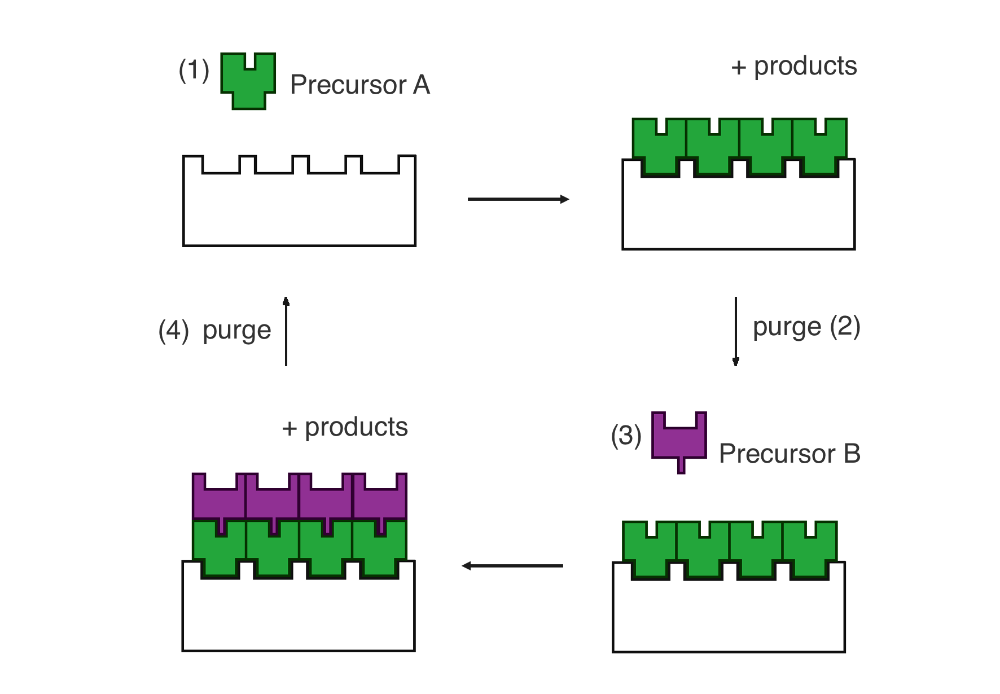 (1) Precursor A
+ products
(4) purge
purge (2)
+ products
(3) Precursor B